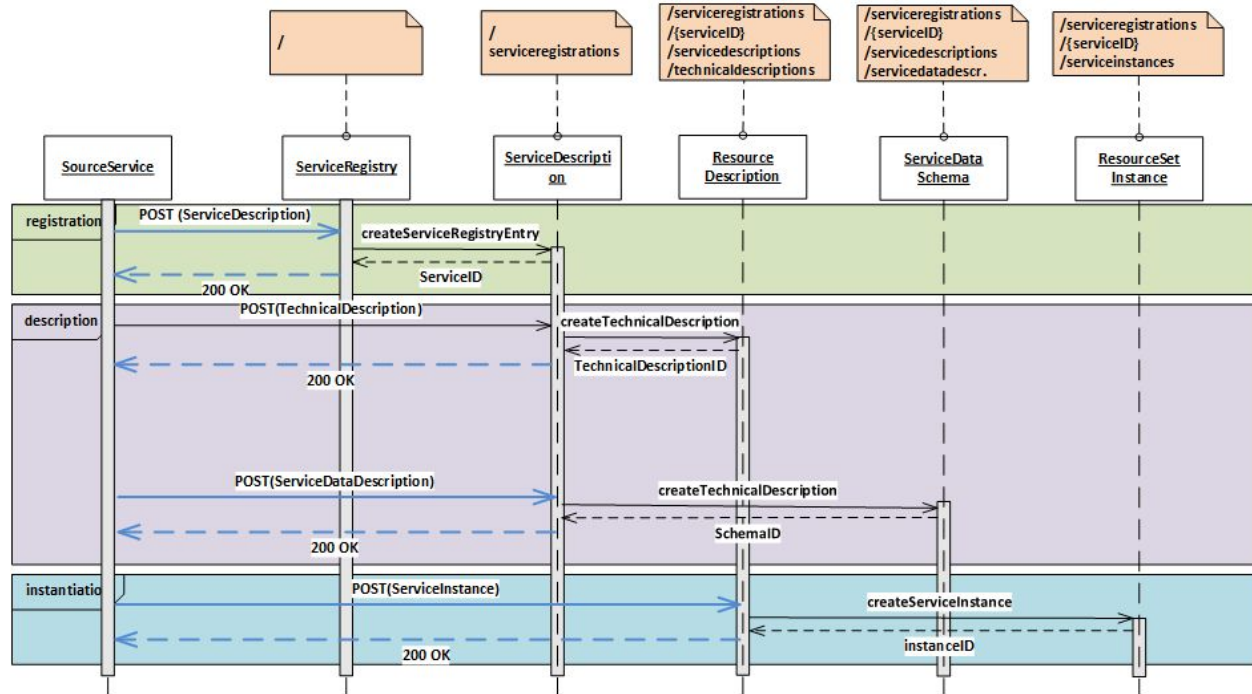 /
/
serviceregistrations
/serviceregistrations
/{serviceID}
/servicedescriptions
/technicaldescriptions
/serviceregistrations
/{serviceID}
/servicedescriptions
/servicedatadescr.
/serviceregistrations
/{serviceID}
/serviceinstances
SourceService
ServiceRegistry
ServiceDescripti
on
Resource
Description
ServiceData
Schema
ResourceSet
Instance
registration
POST (ServiceDescription)
createServiceRegistryEntry
ServiceID
200 OK
description
POST(TechnicalDescription)
createTechnicalDescription
TechnicalDescriptionID
200 OK
POST(ServiceDataDescription)
createTechnicalDescription
SchemaID
200 OK
instantiatio
POST(ServiceInstance)
createServiceInstance
instanceID
200 OK